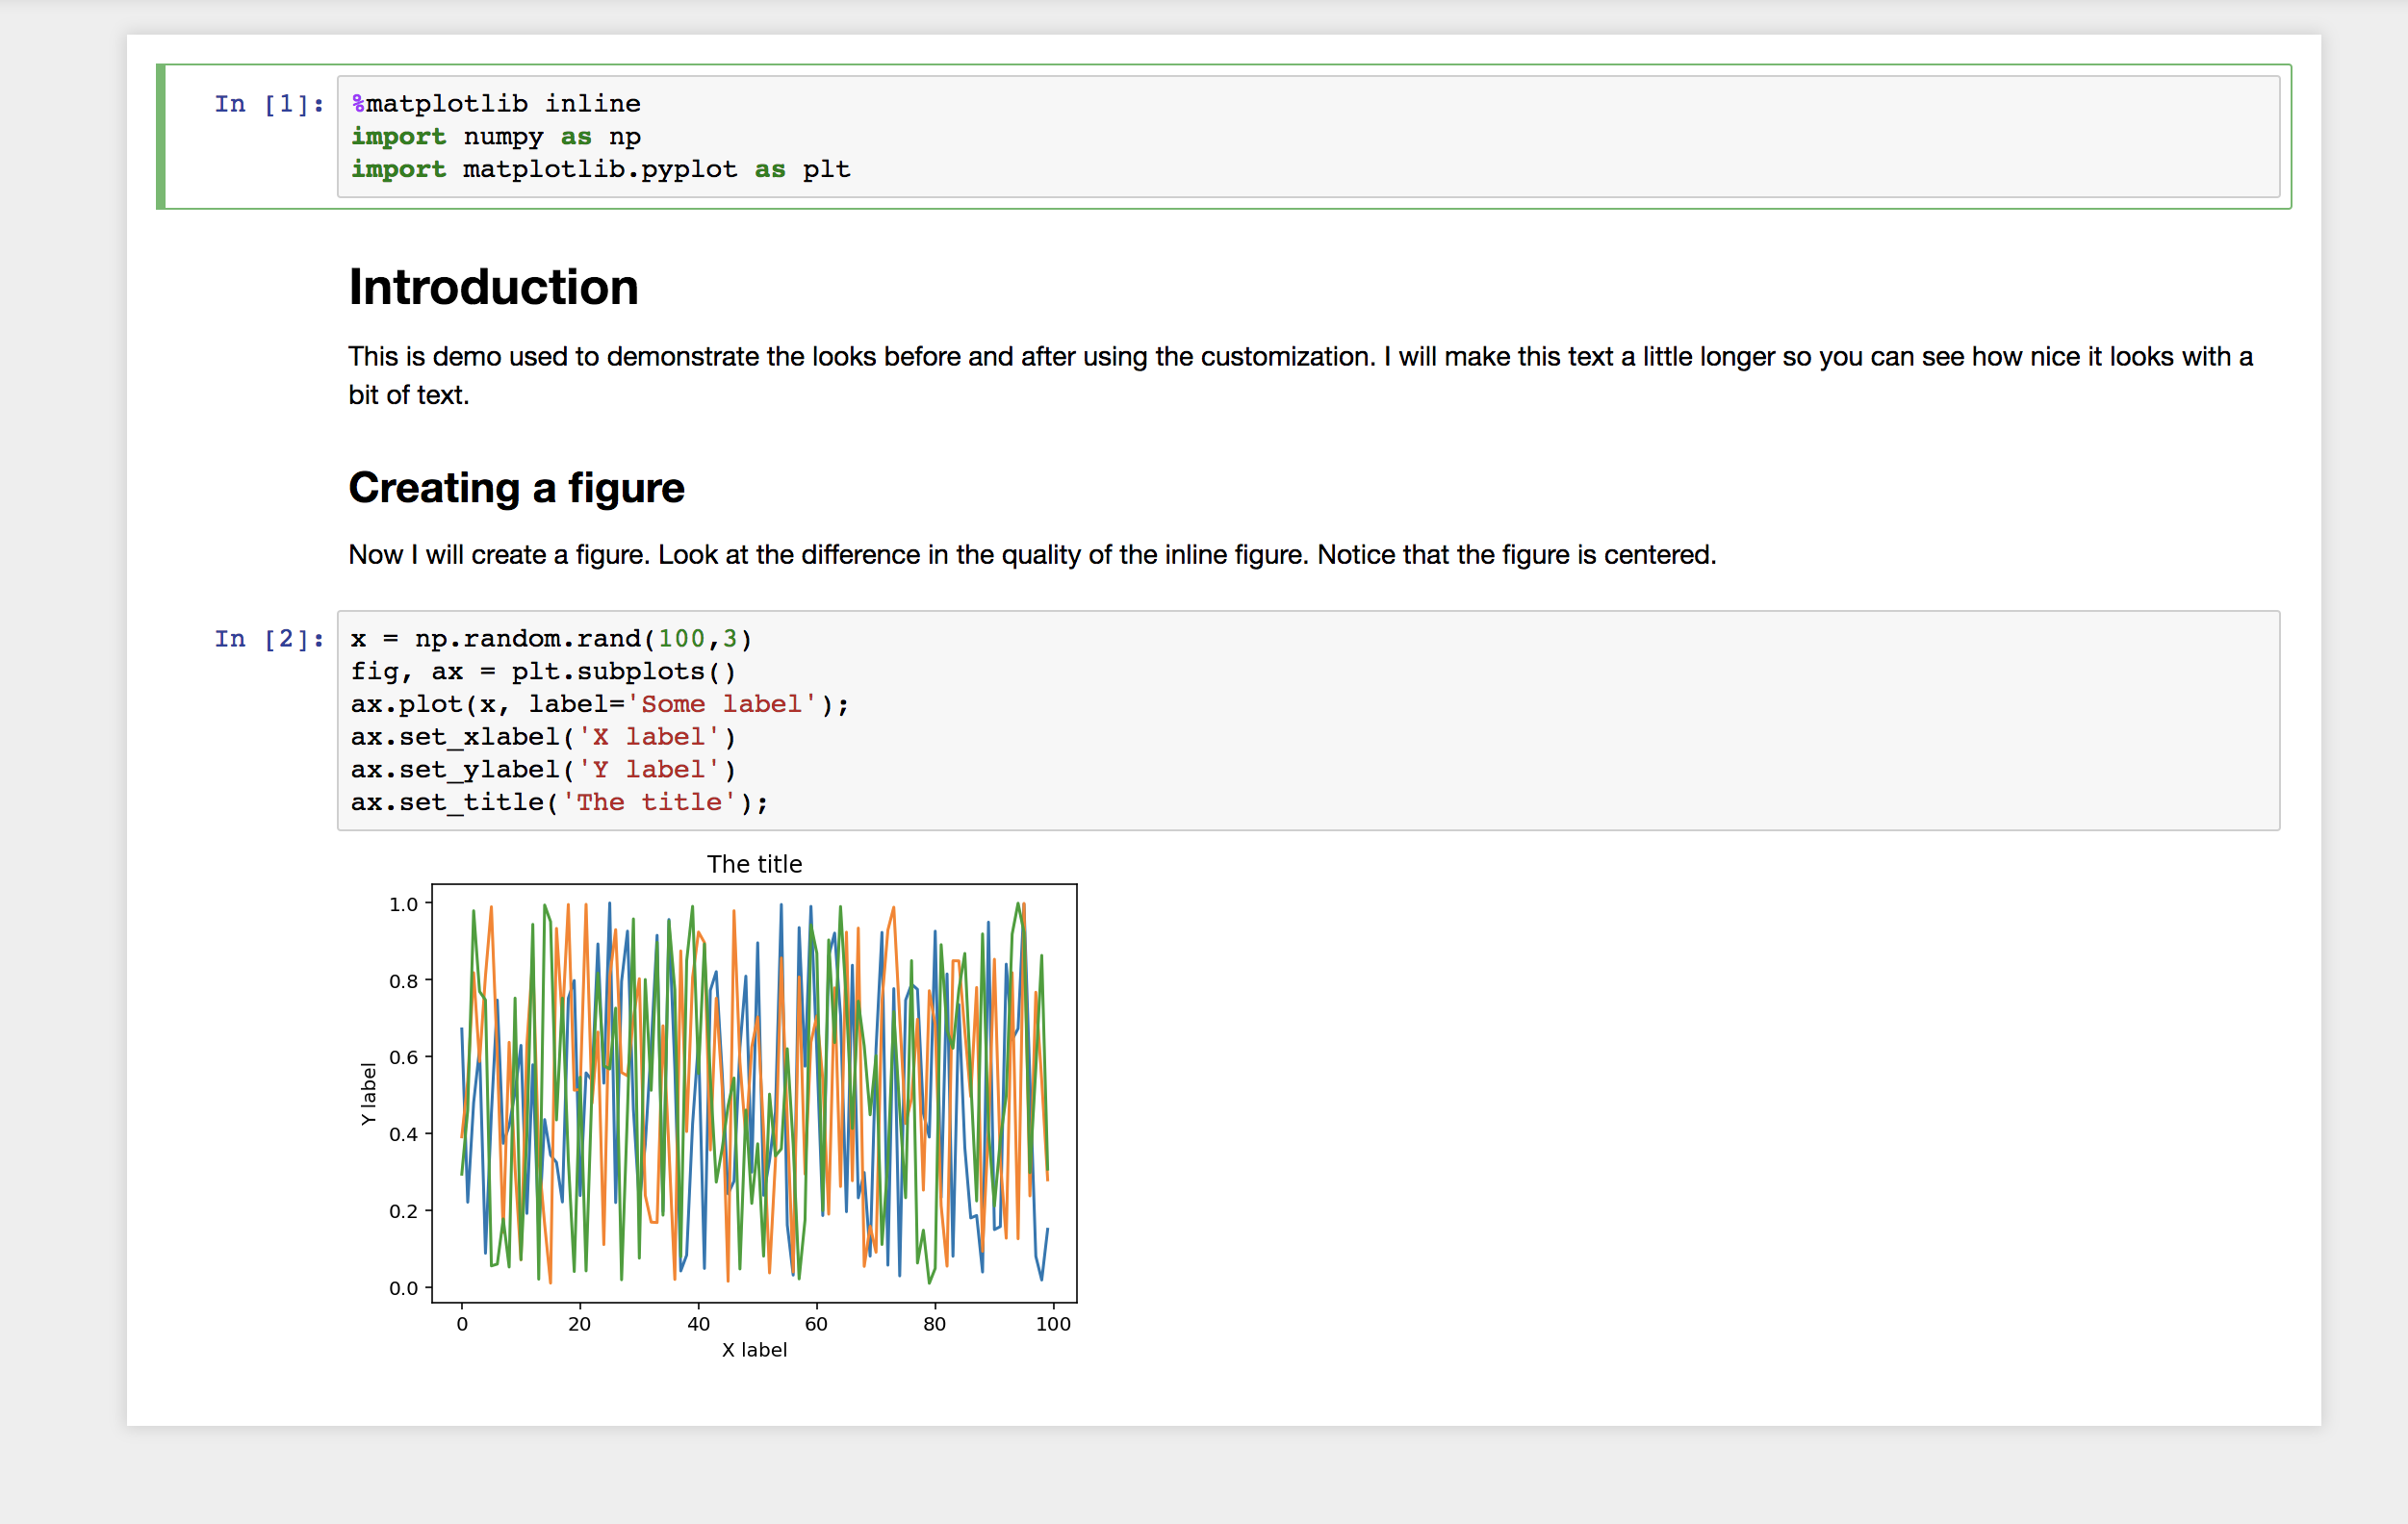 In [1]: %matplotlib inline
import numpy as np
import matplotlib.pyplot as plt
Introduction
This is demo used to demonstrate the looks before and after using the customization. I will make this text a little longer so you can see how nice it looks with a
bit of text.
Creating a figure
Now I will create a figure. Look at the difference in the quality of the inline figure. Notice that the figure is centered.
In [2]: x = np.random.rand(100,3)
fig, ax = plt.subplots()
ax.plot(x, label='Some label');
ax.set_xlabel('X label')
ax.set_ylabel('Y label')
ax.set_title('The title');
The title
1.0
0.8
0.6
0.4
0.2
0.0
Y label
0 20 40 60 80 100
X label